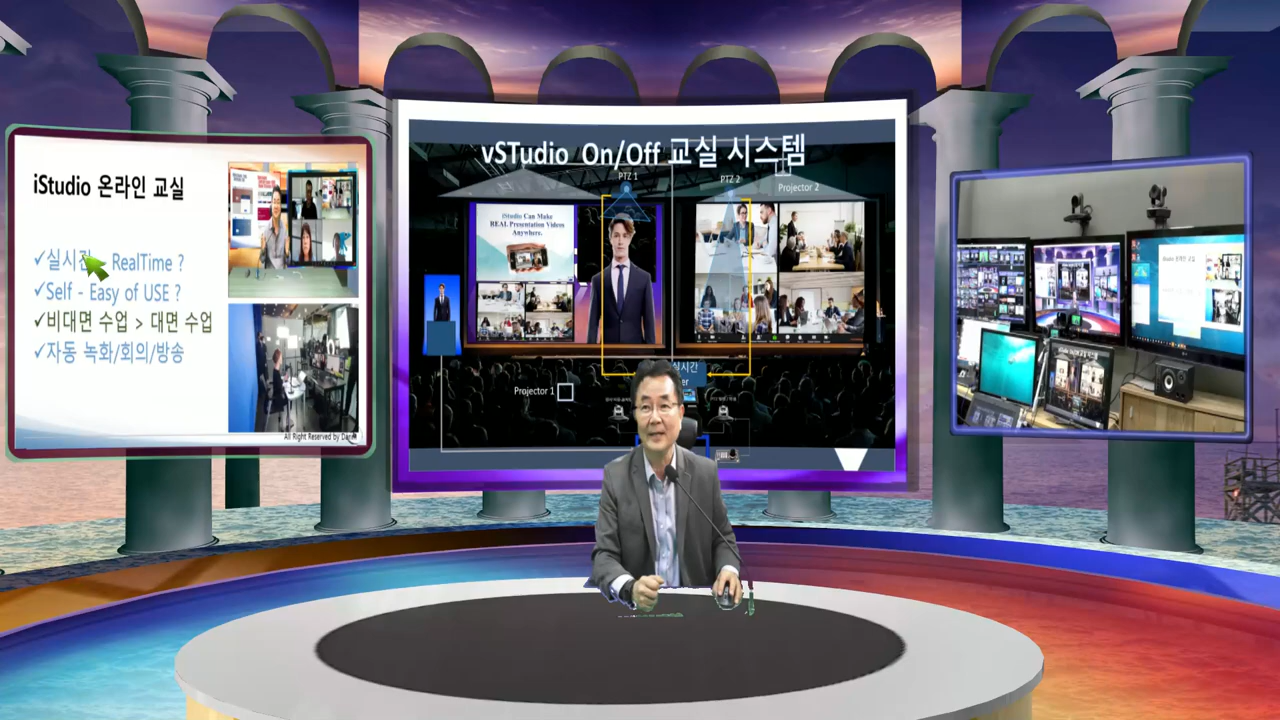 iStudio 온라인 교실
✓실시간 RealTime ?
✓Self - Easy of USE ?
✓비대면 수업 > 대면 수업
✓자동 녹화/회의/방송
All Right Reserved by
vSTudio On/Off 교실 시스템
PTZ 1
PTZ 2
Projector 2
iStudio Can Make
REAL Presentation Videos
Anywhere.
실시간
Projector 1